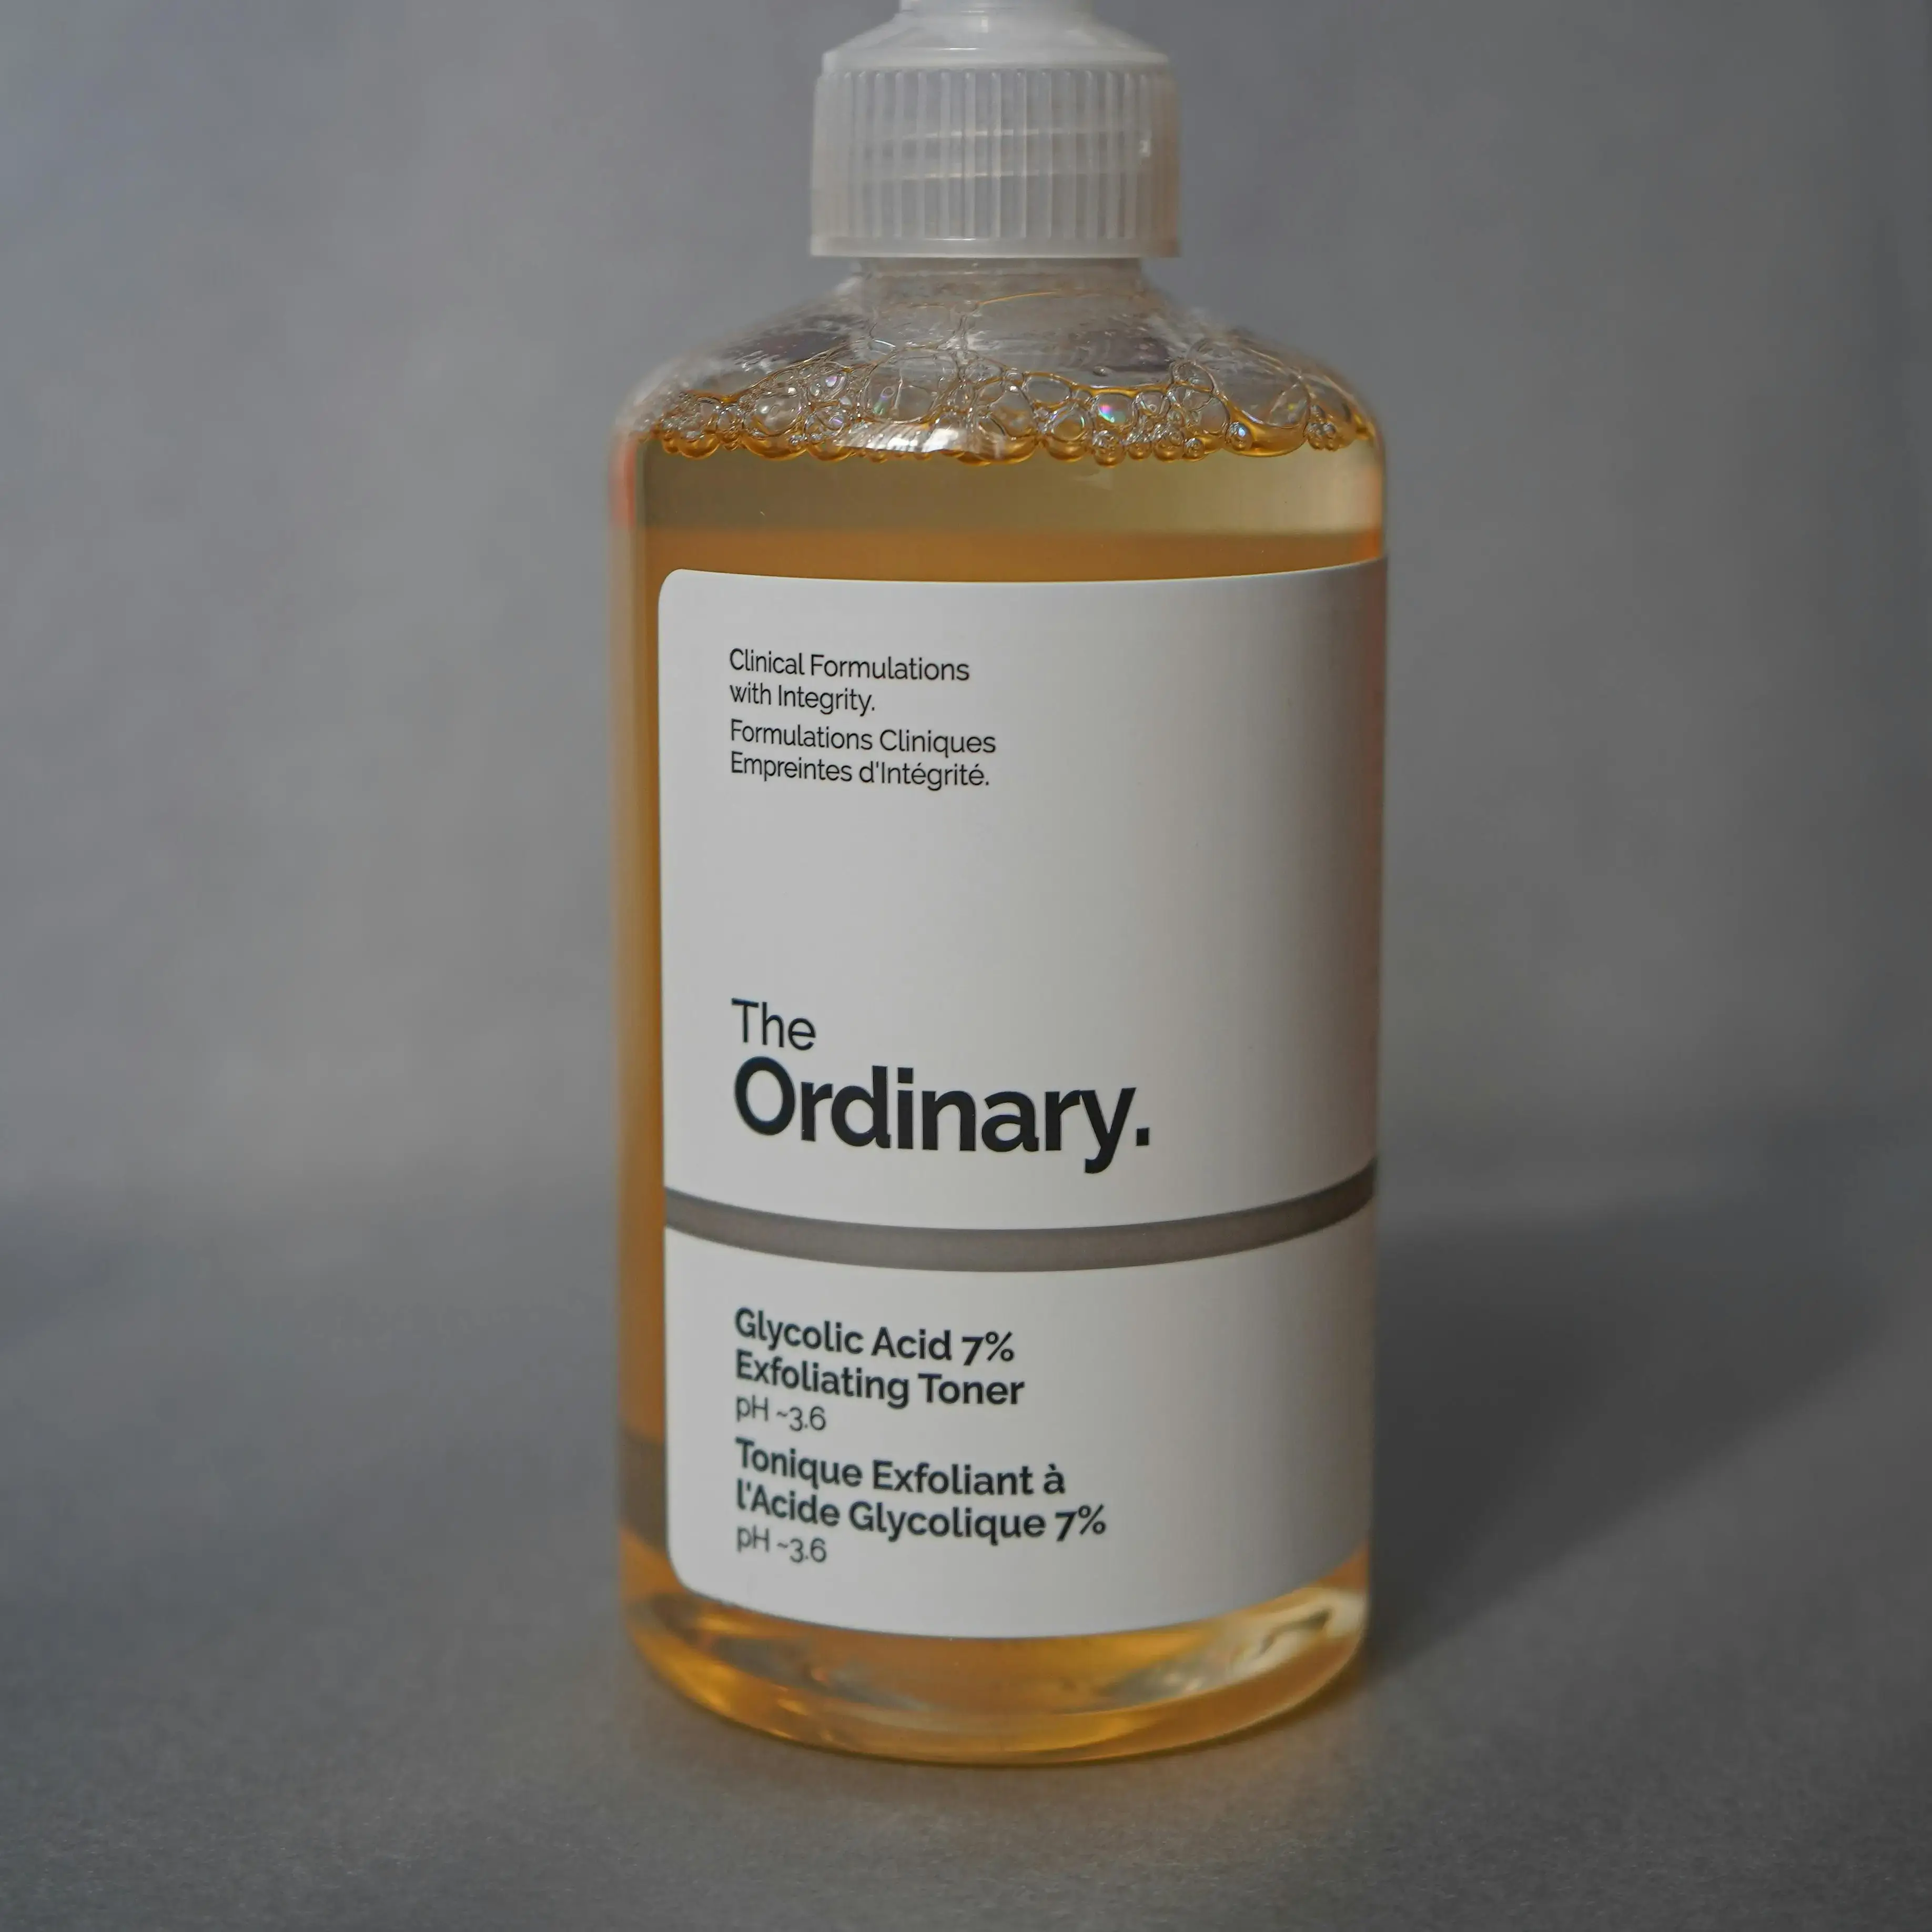 Clinical Formulations
with Integrity.
Formulations Cliniques
Empreintes d'Intégrité.
The
Ordinary.
Glycolic Acid 7%
Exfoliating Toner
pH ~3.6
Tonique Exfoliant à
l'Acide Glycolique 7%
pH ~3.6